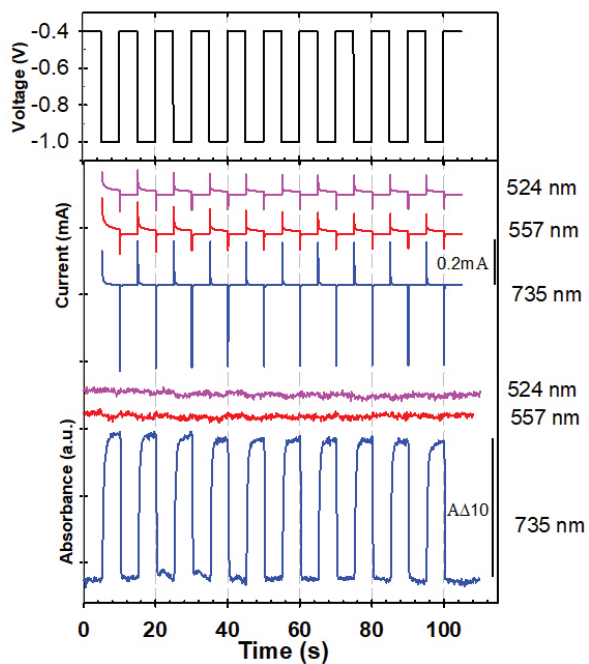 Voltage (V)
-0.4
-0.6
-0.8
-1.0
Current (mA)
524 nm
557 nm
0.2mA
735 nm
Absorbance (a.u.)
524 nm
557 nm
AΔ10
735 nm
0 20 40 60 80 100
Time (s)